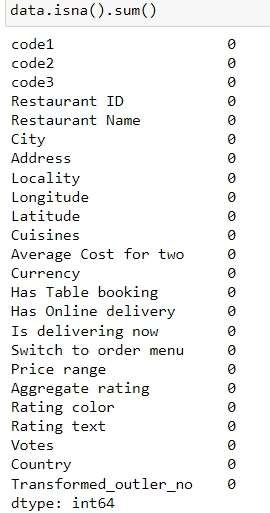 data.isna().sum()
code1 0
code2 0
code3 0
Restaurant ID 0
Restaurant Name 0
City 0
Address 0
Locality 0
Longitude 0
Latitude 0
Cuisines 0
Average Cost for two 0
Currency 0
Has Table booking 0
Has Online delivery 0
Is delivering now 0
Switch to order menu 0
Price range 0
Aggregate rating 0
Rating color 0
Rating text 0
Votes 0
Country 0
Transformed_outler_no 0
dtype: int64